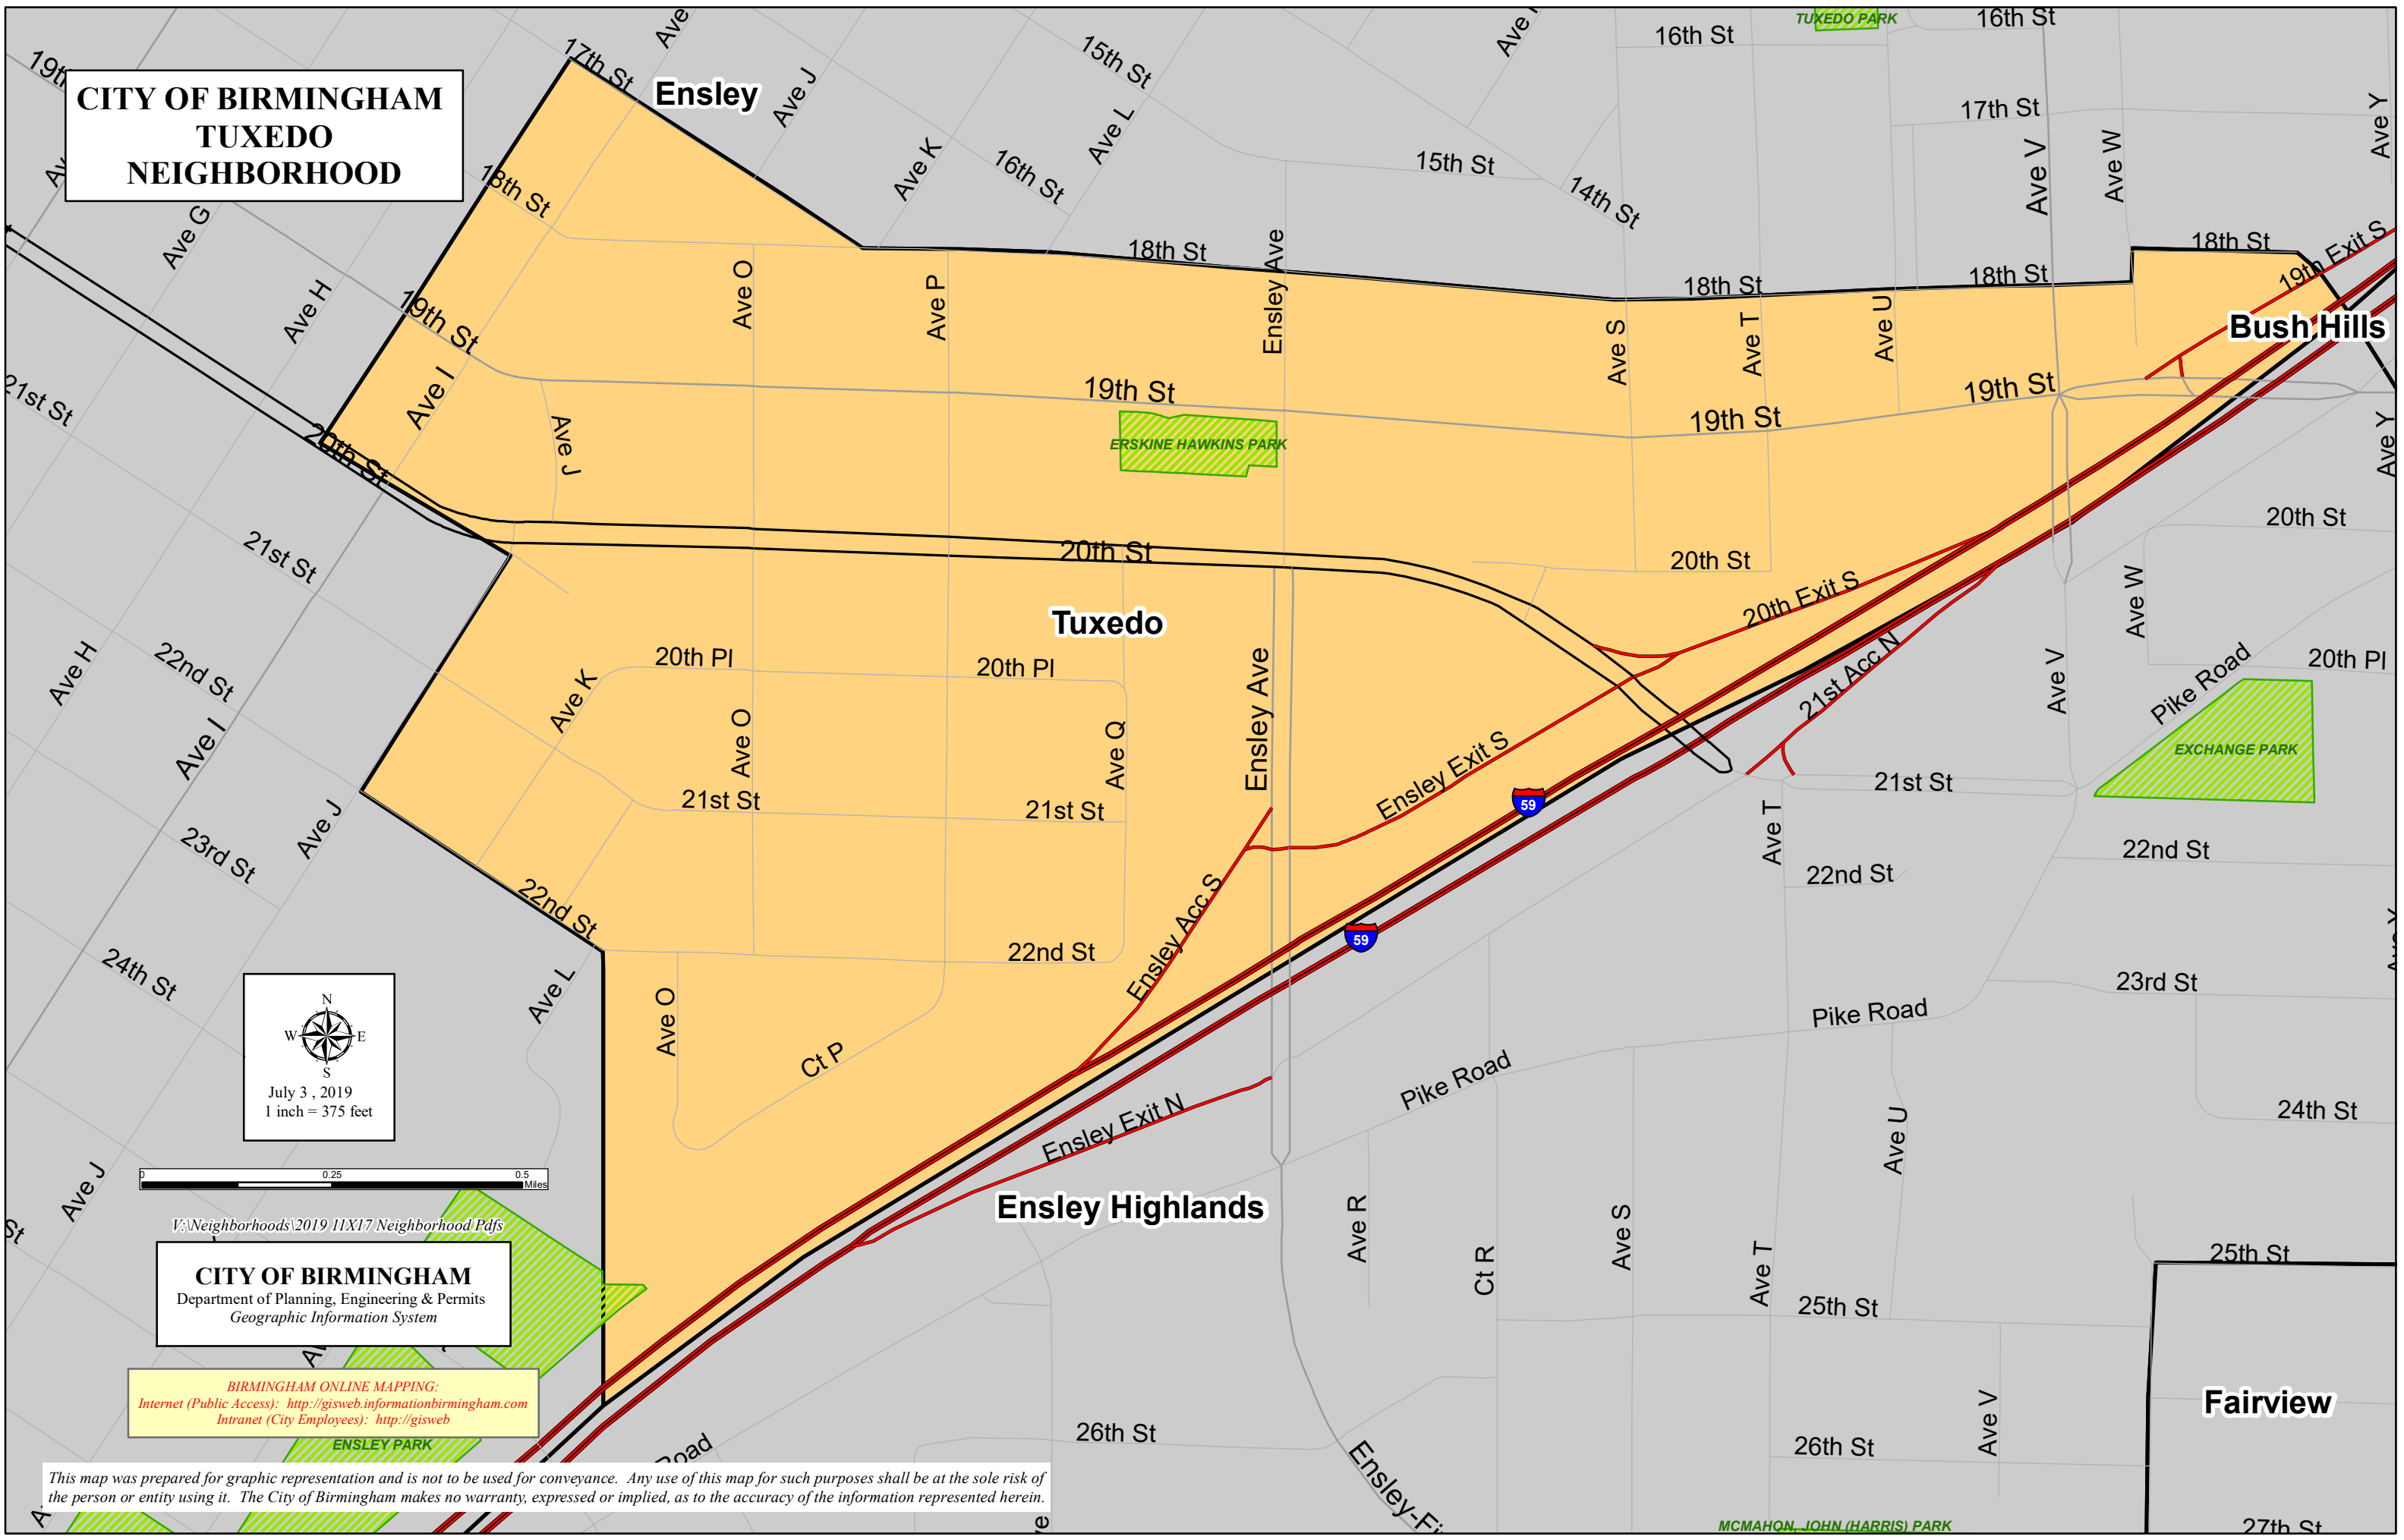 CITY OF BIRMINGHAM
TUXEDO
NEIGHBORHOOD
17th St
Ensley
Ave
Ave J
15th St
Ave L
Ave K
16th St
15th St
14th St
16th St
TUXEDO PARK
16th St
17th St
Ave V
Ave W
Ave Y
19th
Ave G
18th St
Ave H
19th St
Ave I
Ave J
Ave O
Ave P
18th St
Ensley Ave
18th St
18th St
18th St
19th Exit S
Bush Hills
Ave S
Ave T
Ave U
19th St
19th St
19th St
ERSKINE HAWKINS PARK
Ave Y
21st St
20th St
21st St
20th St
20th St
20th St
Tuxedo
20th Exit S
21st Acc N
Ave W
Ave V
Pike Road
20th Pl
EXCHANGE PARK
22nd St
Ave H
Ave I
Ave K
20th Pl
20th Pl
Ave O
Ave Q
Ensley Ave
Ensley Exit S
59
59
21st St
21st St
21st St
Ave T
22nd St
22nd St
23rd St
Ave J
22nd St
Ensley Acc S
22nd St
24th St
Ave L
Ave O
Ct P
23rd St
Pike Road
Pike Road
24th St
N
W E
S
July 3 , 2019
1 inch = 375 feet
0 0.25 0.5
Miles
Ave J
St
V:\Neighborhoods\2019 11X17 Neighborhood Pdfs
CITY OF BIRMINGHAM
Department of Planning, Engineering & Permits
Geographic Information System
BIRMINGHAM ONLINE MAPPING:
Internet (Public Access): http://gisweb.informationbirmingham.com
Intranet (City Employees): http://gisweb
ENSLEY PARK
Ensley Exit N
Ensley Highlands
Ave R
Ct R
Ave S
Ave T
Ave U
25th St
25th St
Fairview
Ave V
26th St
26th St
Road
Ensley-Fi
MCMAHON, JOHN (HARRIS) PARK
27th St
This map was prepared for graphic representation and is not to be used for conveyance. Any use of this map for such purposes shall be at the sole risk of
the person or entity using it. The City of Birmingham makes no warranty, expressed or implied, as to the accuracy of the information represented herein.